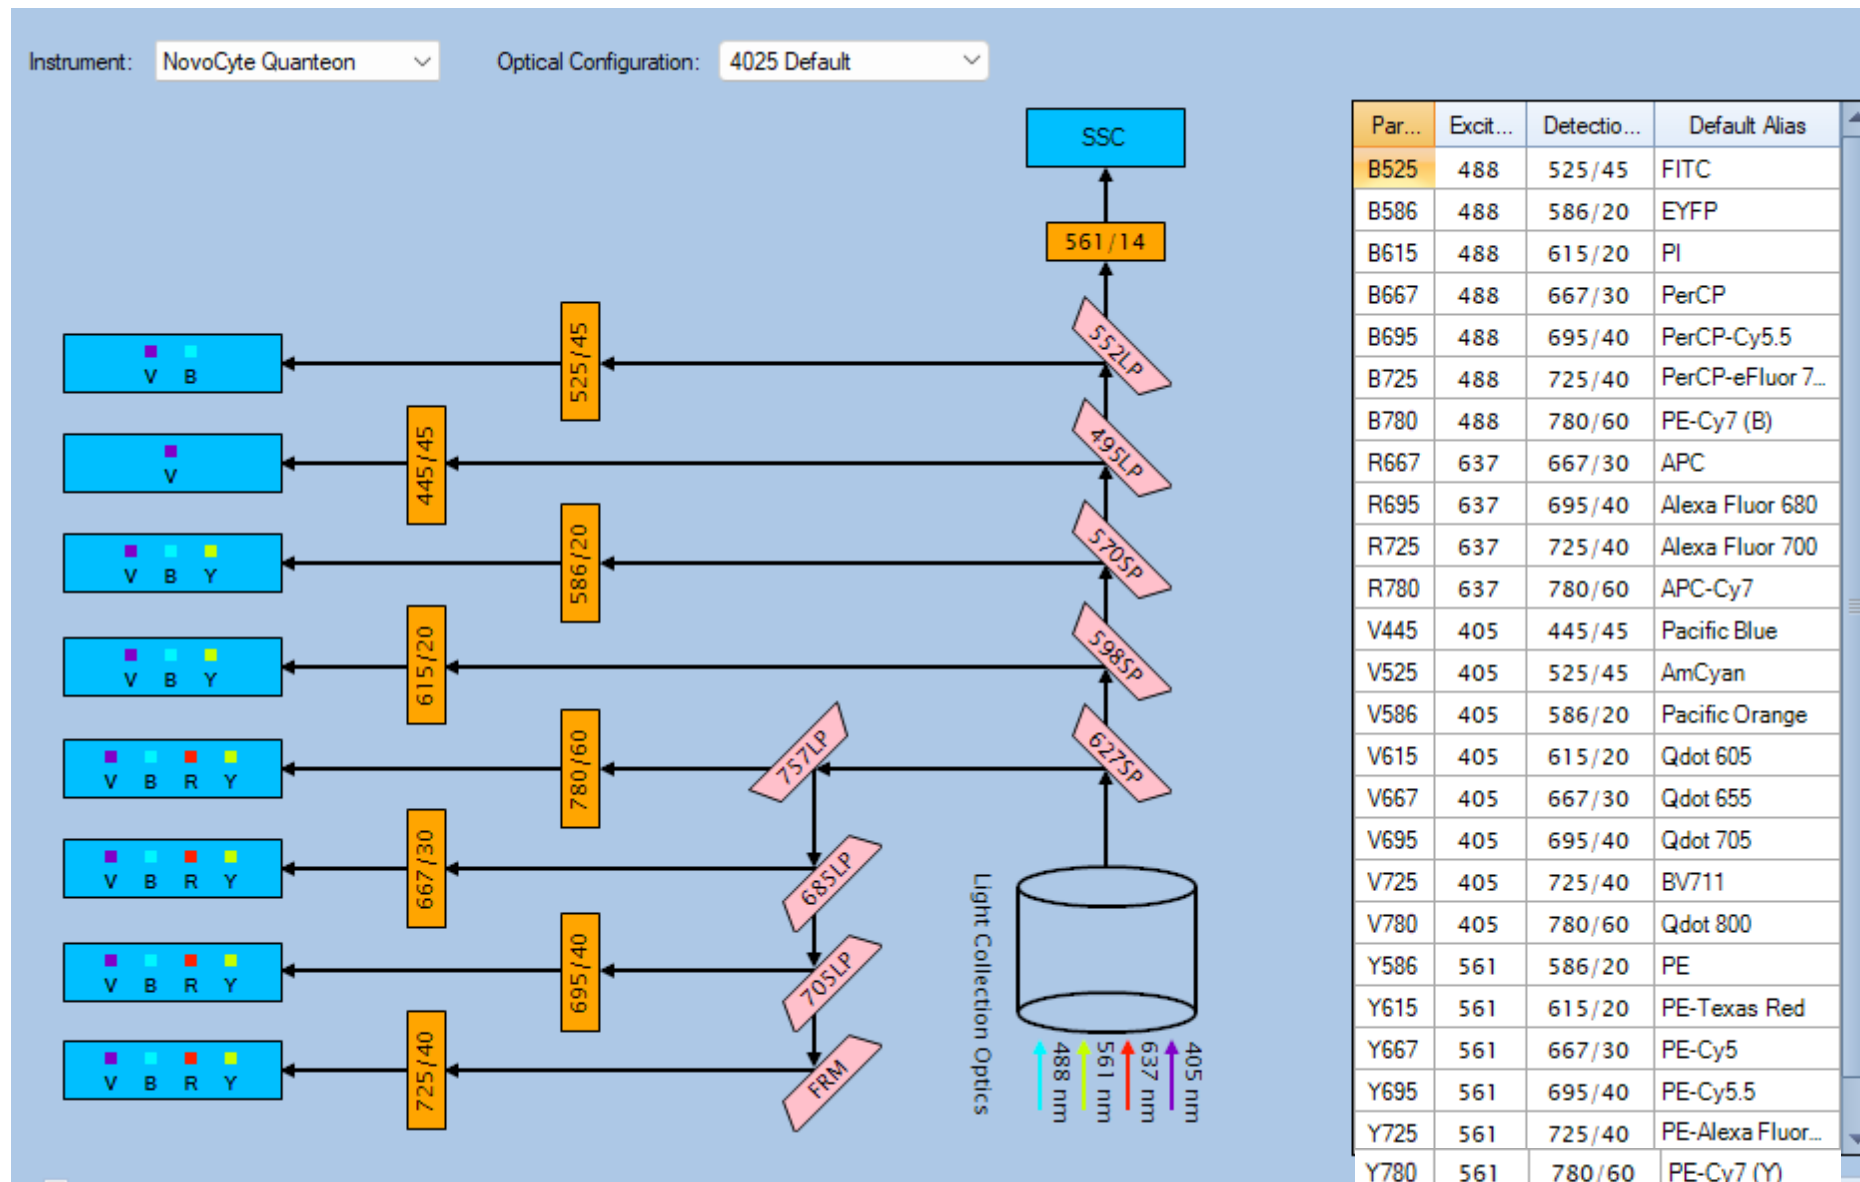 Instrument: NovoCyte Quanteon Optical Configuration: 4025 Default
SSC
561/14
552LP
525/45
V B
495LP
445/45
V
570SP
586/20
V B Y
598SP
615/20
V B Y
627SP
757LP
780/60
V B R Y
685LP
667/30
V B R Y
705LP
695/40
V B R Y
FRM
725/40
V B R Y
Light Collection Optics
488 nm
561 nm
637 nm
405 nm
Par... Excit... Detectio... Default Alias
B525 488 525/45 FITC
B586 488 586/20 EYFP
B615 488 615/20 PI
B667 488 667/30 PerCP
B695 488 695/40 PerCP-Cy5.5
B725 488 725/40 PerCP-eFluor 7...
B780 488 780/60 PE-Cy7 (B)
R667 637 667/30 APC
R695 637 695/40 Alexa Fluor 680
R725 637 725/40 Alexa Fluor 700
R780 637 780/60 APC-Cy7
V445 405 445/45 Pacific Blue
V525 405 525/45 AmCyan
V586 405 586/20 Pacific Orange
V615 405 615/20 Qdot 605
V667 405 667/30 Qdot 655
V695 405 695/40 Qdot 705
V725 405 725/40 BV711
V780 405 780/60 Qdot 800
Y586 561 586/20 PE
Y615 561 615/20 PE-Texas Red
Y667 561 667/30 PE-Cy5
Y695 561 695/40 PE-Cy5.5
Y725 561 725/40 PE-Alexa Fluor...
Y780 561 780/60 PE-Cy7 (Y)